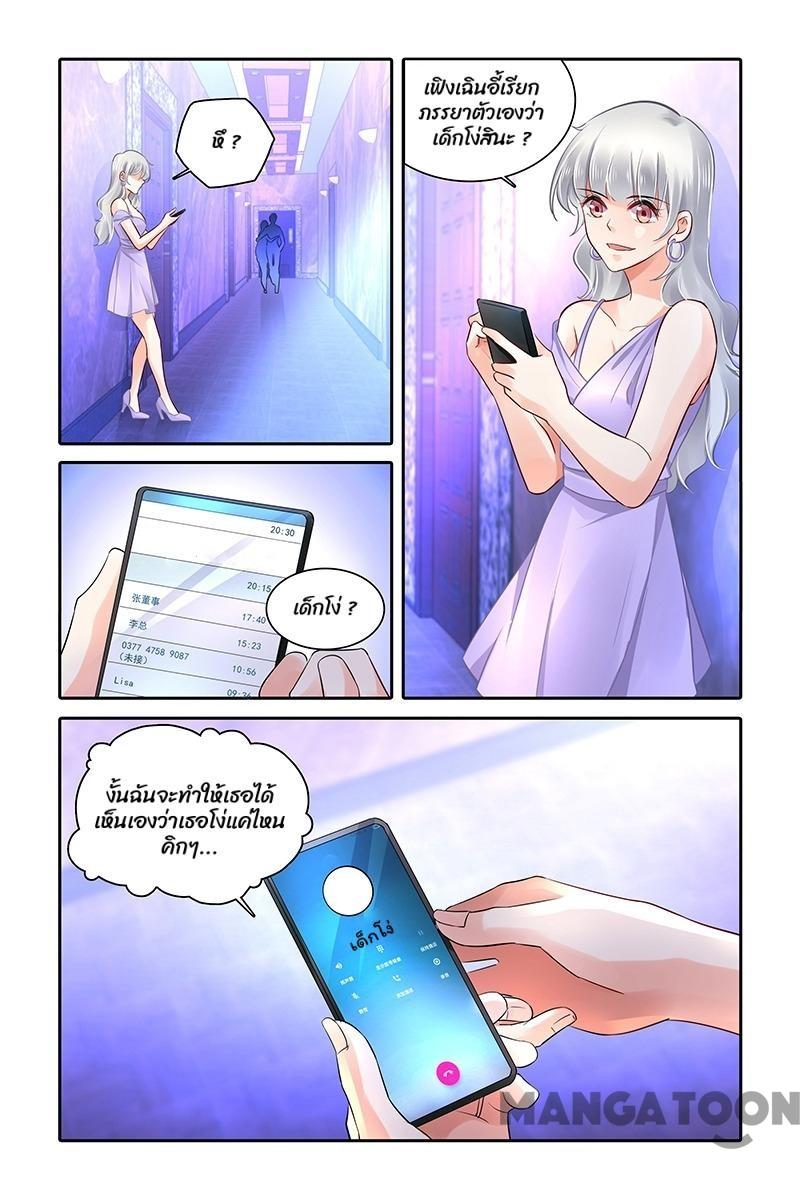 หึ ?
เฟิงเฉินอี้เรียก
ภรรยาตัวเองว่า
เด็กโง่สินะ ?
20:30
20:15
张董事
17:40
李总
15:23
0377 4758 9087
(未接)
10:56
Lisa
09:36
เด็กโง่ ?
งั้นฉันจะทำให้เธอได้
เห็นเองว่าเธอโง่แค่ไหน
คิกๆ...
เด็กโง่
MANGATOON